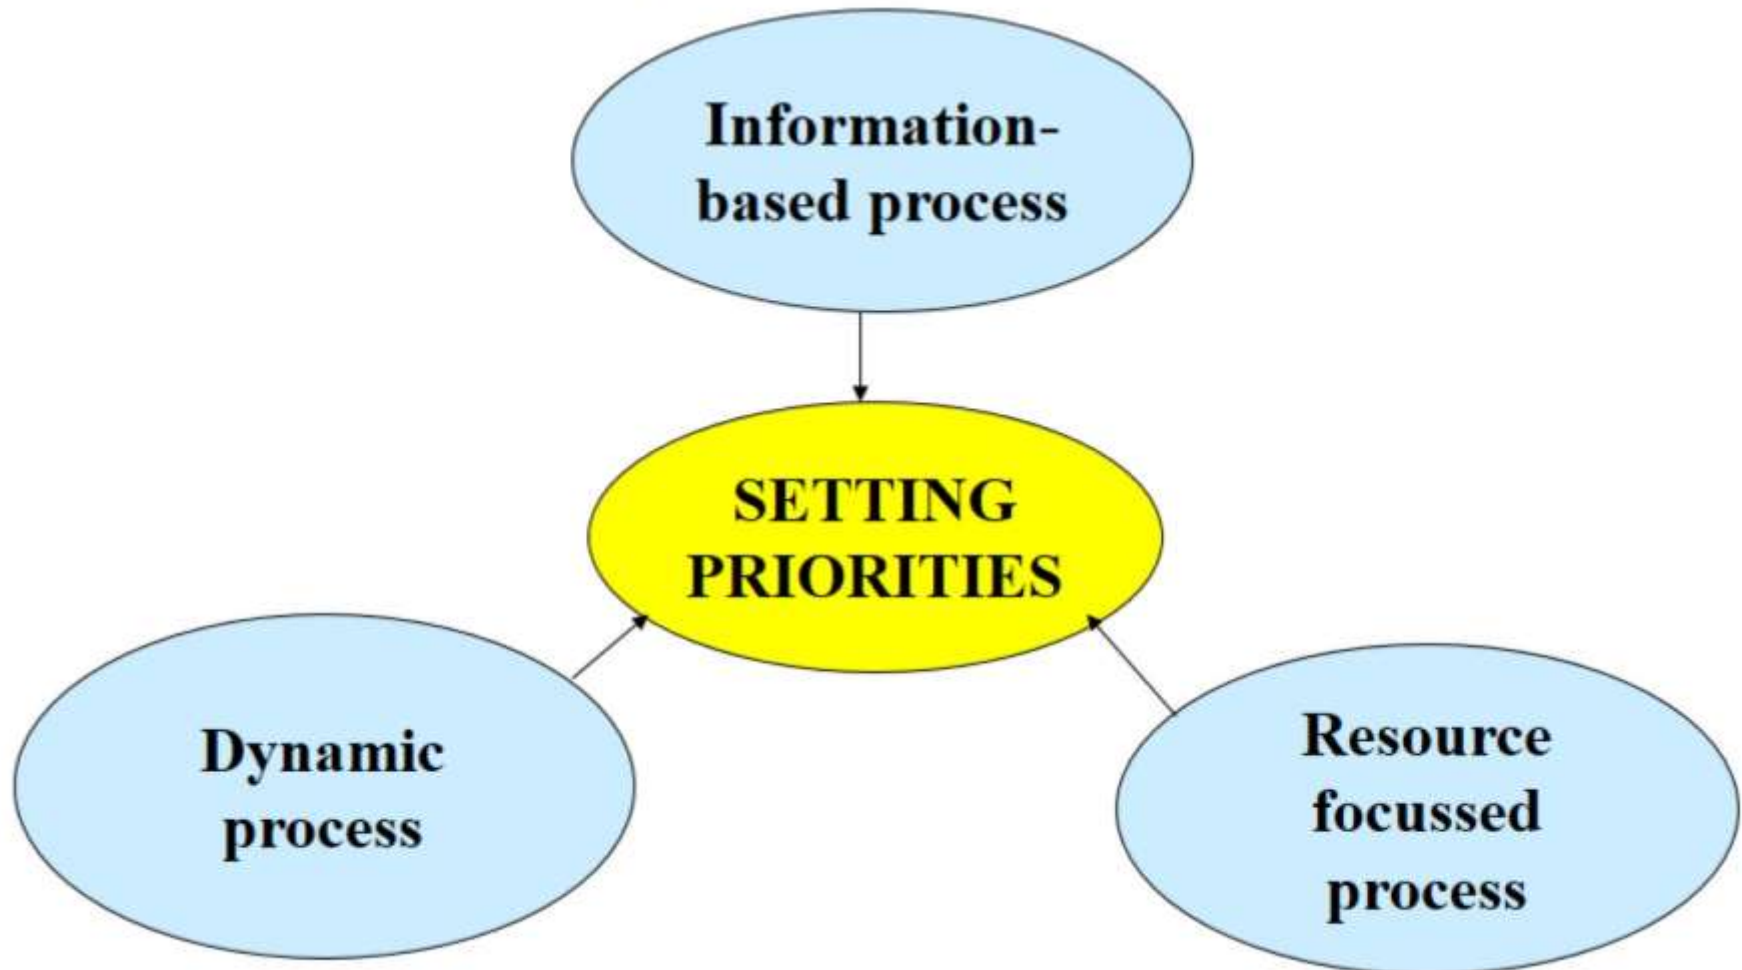 Information-
based process
SETTING
PRIORITIES
Dynamic
process
Resource
focussed
process